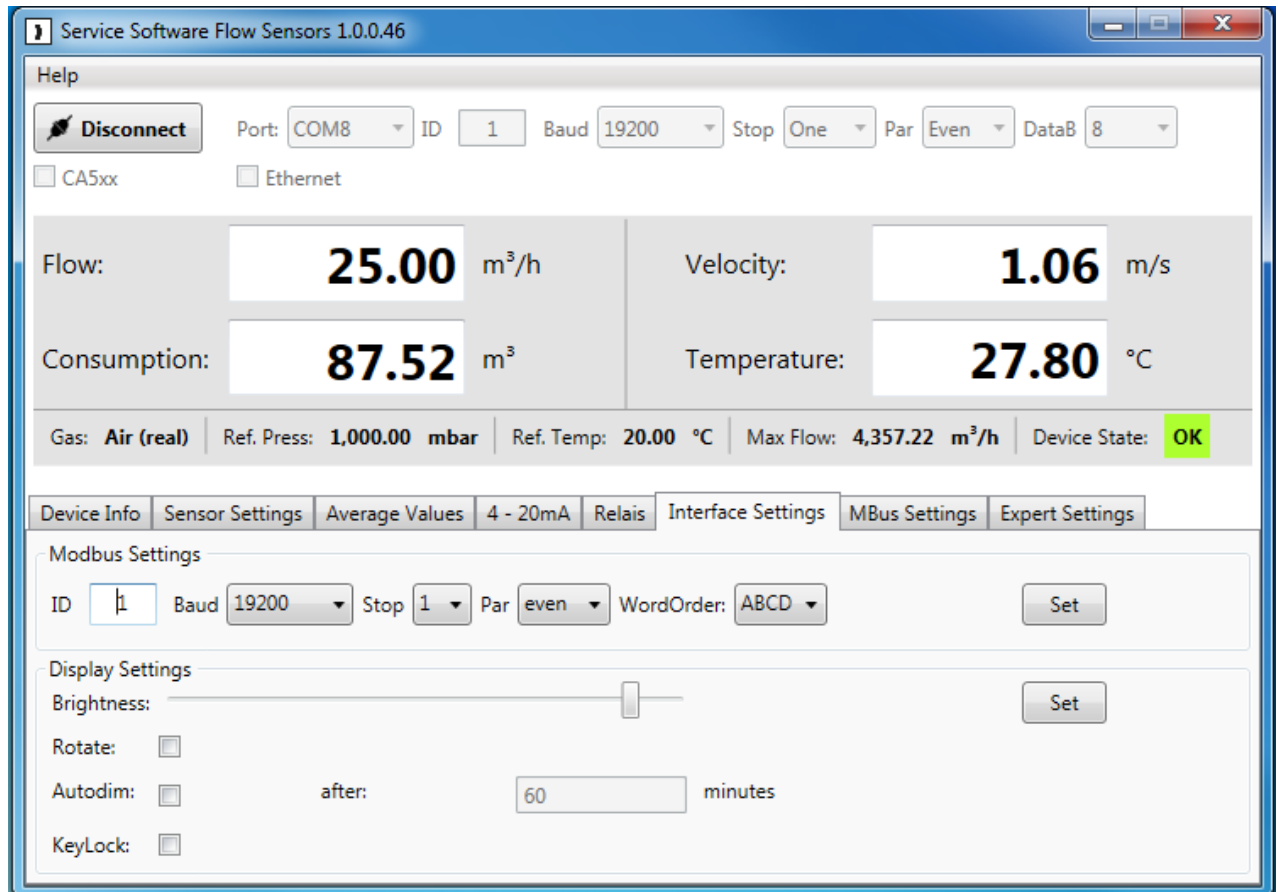 Service Software Flow Sensors 1.0.0.46
Help
Disconnect Port: COM8 ID 1 Baud 19200 Stop One Par Even DataB 8
CA5xx Ethernet
Flow: 25.00 m³/h Velocity: 1.06 m/s
Consumption: 87.52 m³ Temperature: 27.80 °C
Gas: Air (real) Ref. Press: 1,000.00 mbar Ref. Temp: 20.00 °C Max Flow: 4,357.22 m³/h Device State: OK
Device Info Sensor Settings Average Values 4 - 20mA Relais Interface Settings MBus Settings Expert Settings
Modbus Settings
ID 1 Baud 19200 Stop 1 Par even WordOrder: ABCD Set
Display Settings
Brightness: Set
Rotate:
Autodim: after: 60 minutes
KeyLock: